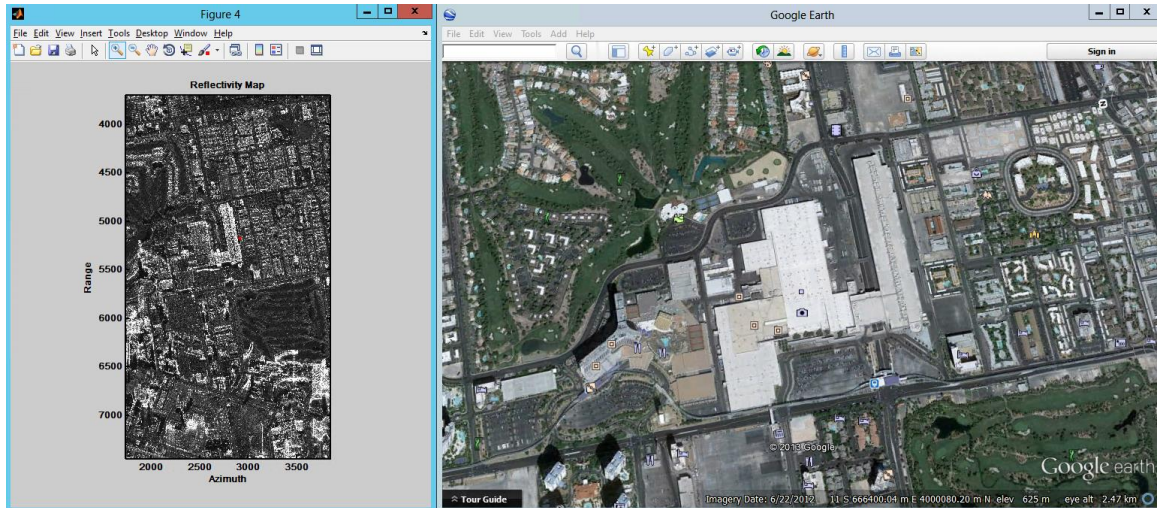 Figure 4
File Edit View Insert Tools Desktop Window Help
Reflectivity Map
4000
4500
5000
5500
6000
6500
7000
Range
2000 2500 3000 3500
Azimuth
Google Earth
File Edit View Tools Add Help
Sign in
© 2013 Google
Google earth
Tour Guide
Imagery Date: 6/22/2012 11 S 666400.04 m E 4000080.20 m N elev 625 m eye alt 2.47 km